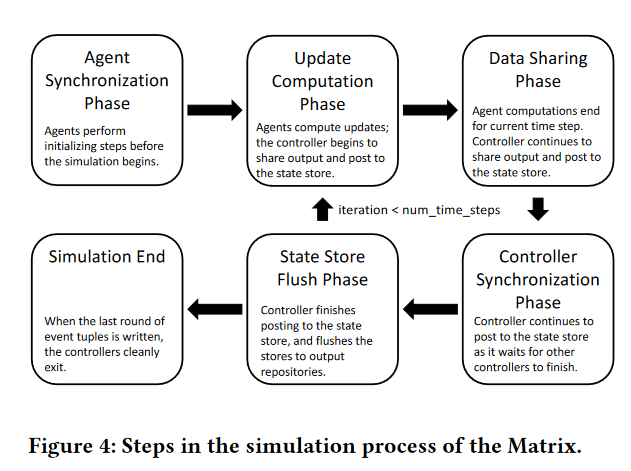 Agent
Synchronization
Phase
Agents perform
initializing steps before
the simulation begins.
Update
Computation
Phase
Agents compute updates;
the controller begins to
share output and post to
the state store.
Data Sharing
Phase
Agent computations end
for current time step.
Controller continues to
share output and post to
the state store.
iteration < num_time_steps
Simulation End
When the last round of
event tuples is written,
the controllers cleanly
exit.
State Store
Flush Phase
Controller finishes
posting to the state
store, and flushes the
stores to output
repositories.
Controller
Synchronization
Phase
Controller continues to
post to the state store
as it waits for other
controllers to finish.
Figure 4: Steps in the simulation process of the Matrix.